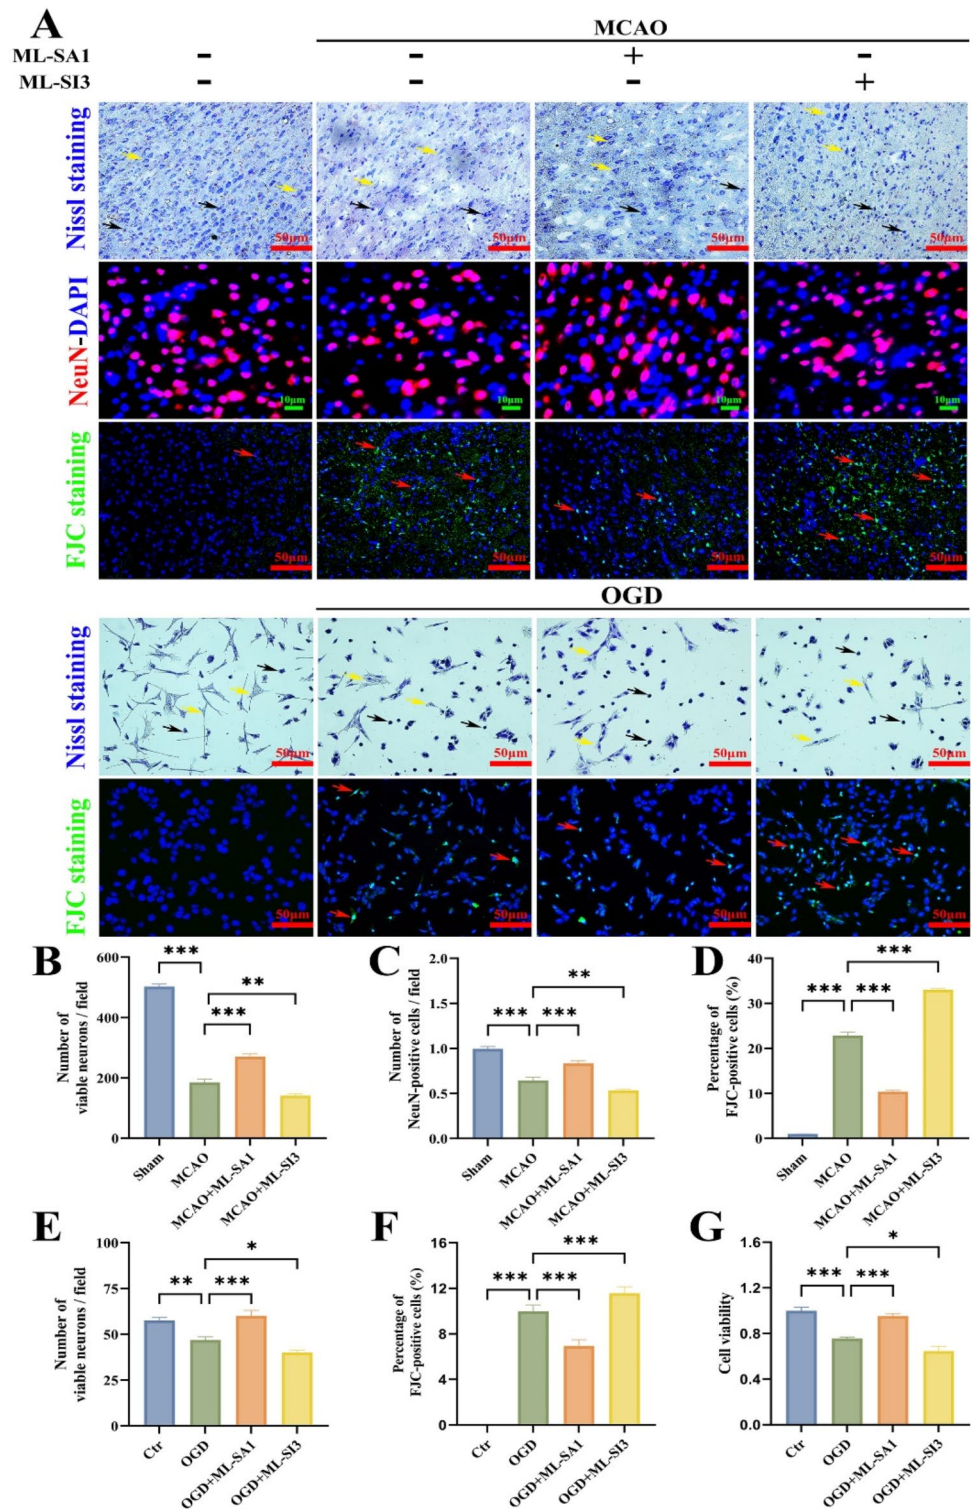 A
MCAO
ML-SA1 - - + -
ML-SI3 - - - +
Nissl staining
50μm 50μm 50μm 50μm
NeuN-DAPI
10μm 10μm 10μm 10μm
FJC staining
50μm 50μm 50μm 50μm
OGD
Nissl staining
50μm 50μm 50μm 50μm
FJC staining
50μm 50μm 50μm 50μm
B
Number of
viable neurons / field
600
400
200
0
***
**
***
Sham
MCAO
MCAO+ML-SA1
MCAO+ML-SI3
C
Number of
NeuN-positive cells / field
2.0
1.5
1.0
0.5
0.0
**
*** ***
Sham
MCAO
MCAO+ML-SA1
MCAO+ML-SI3
D
Percentage of
FJC-positive cells (%)
40
30
20
10
0
***
*** ***
Sham
MCAO
MCAO+ML-SA1
MCAO+ML-SI3
E
Number of
viable neurons / field
100
75
50
25
0
*
** ***
Ctr
OGD
OGD+ML-SA1
OGD+ML-SI3
F
Percentage of
FJC-positive cells (%)
16
12
8
4
0
***
*** ***
Ctr
OGD
OGD+ML-SA1
OGD+ML-SI3
G
Cell viability
1.6
1.2
0.8
0.4
0.0
*
*** ***
Ctr
OGD
OGD+ML-SA1
OGD+ML-SI3